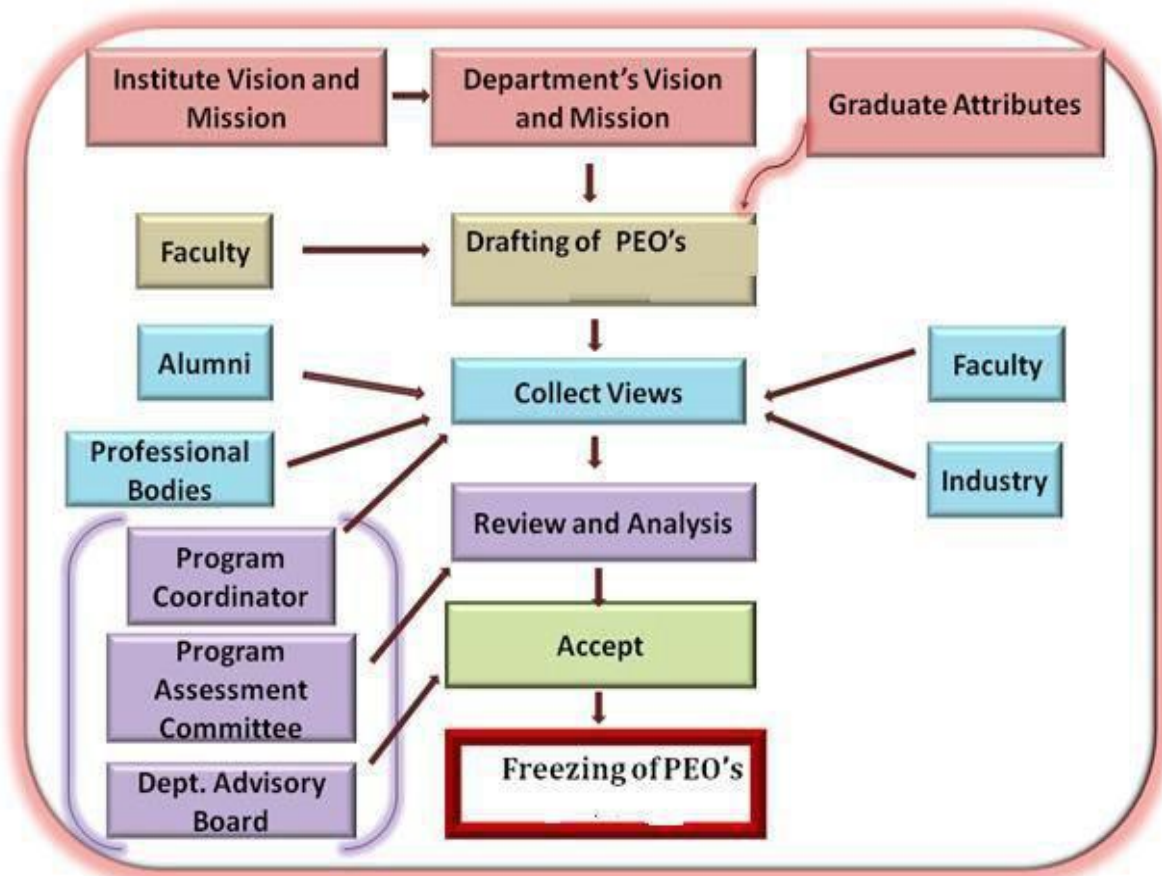 Institute Vision and
Mission
Department’s Vision
and Mission
Graduate Attributes
Faculty
Drafting of PEO’s
Alumni
Collect Views
Faculty
Professional
Bodies
Industry
Review and Analysis
Program
Coordinator
Program
Assessment
Committee
Accept
Dept. Advisory
Board
Freezing of PEO's